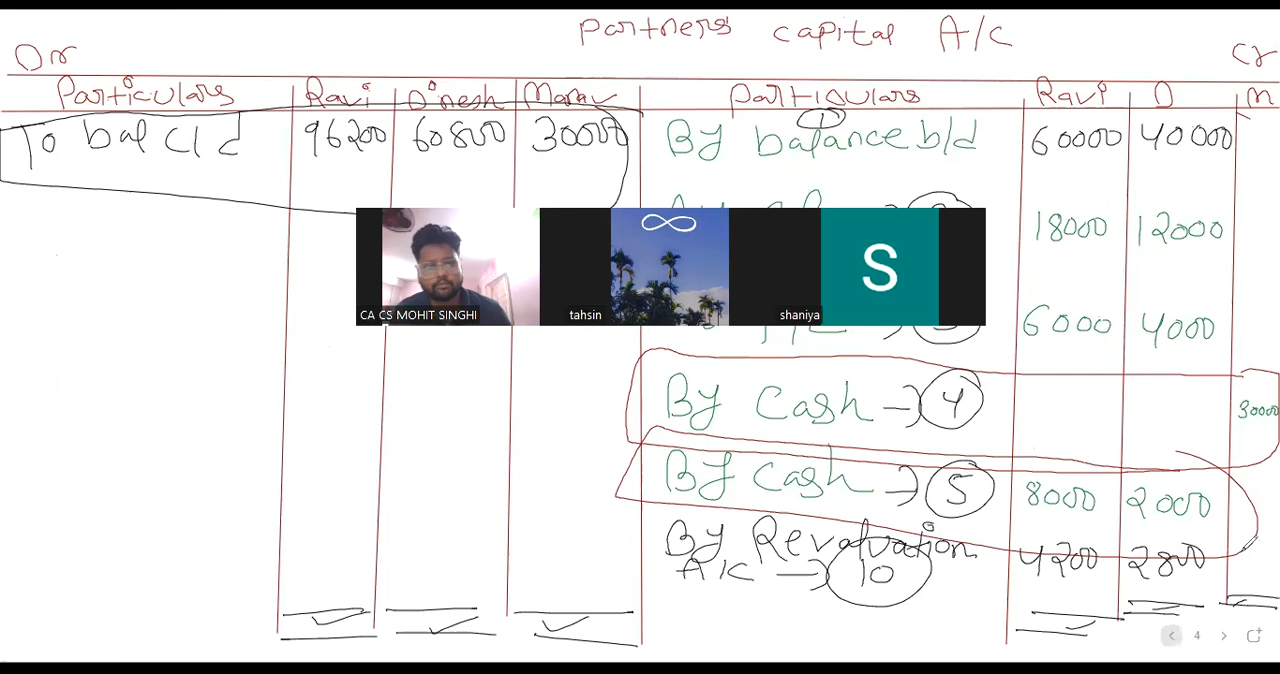 Partners' capital A/c
Dr Cr
Particulars Ravi Dinesh Manav Particulars Ravi D M
To bal c/d 96200 60800 30000 By balance b/d 60000 40000
1
18000 12000
6000 4000
By Cash → 4 30000
By Cash → 5 8000 2000
By Revaluation 4200 2800
A/c → 10
CA CS MOHIT SINGHI tahsin shaniya
S
4